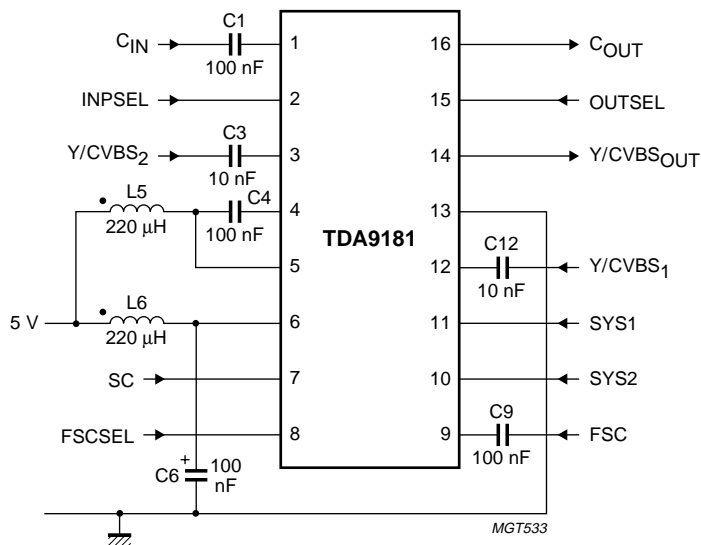 C1
CIN
100 nF
1
16
COUT
INPSEL
2
15
OUTSEL
C3
Y/CVBS2
10 nF
3
14
Y/CVBSOUT
L5
220 μH
C4
100 nF
4
13
TDA9181
5
12
C12
10 nF
Y/CVBS1
L6
5 V
220 μH
6
11
SYS1
SC
7
10
SYS2
FSCSEL
8
9
C9
100 nF
FSC
+
C6
100
nF
MGT533